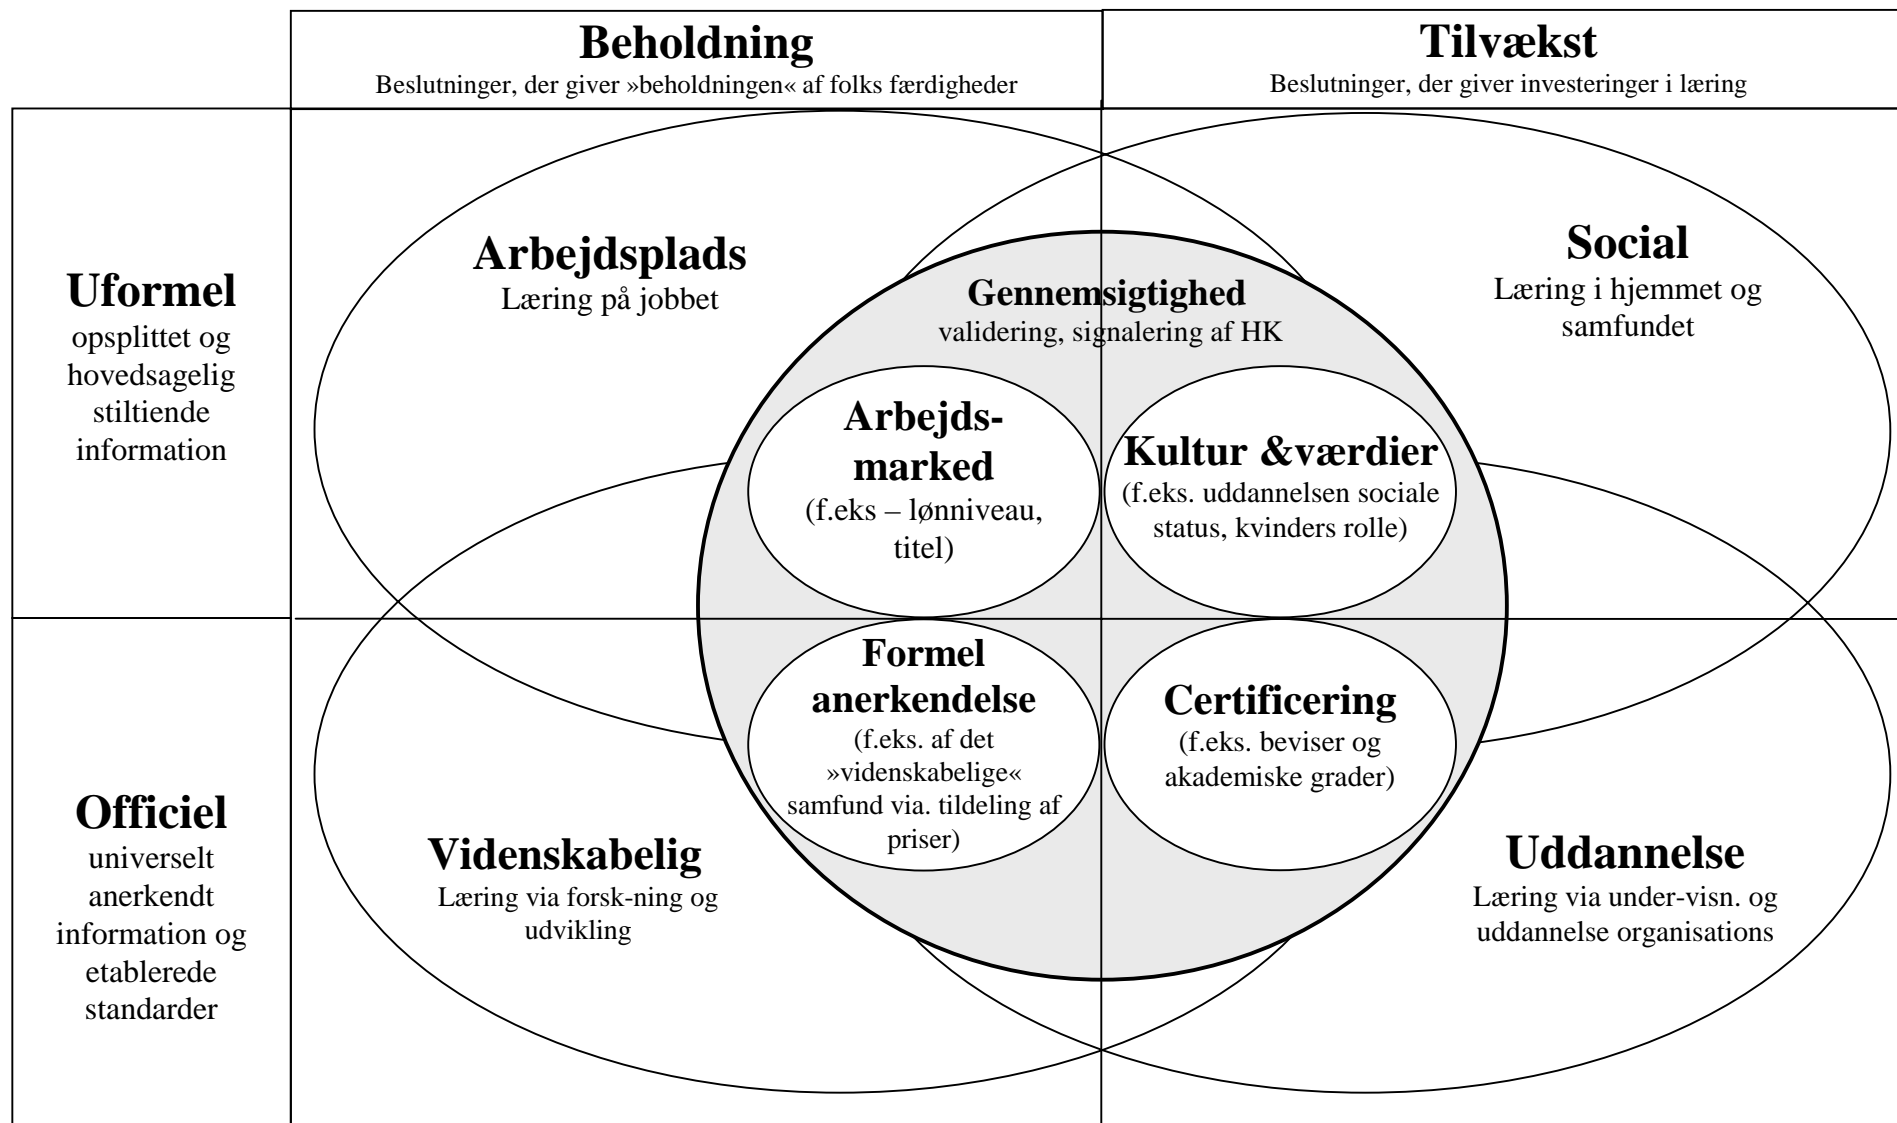 Beholdning
Beslutninger, der giver »beholdningen« af folks færdigheder
Tilvækst
Beslutninger, der giver investeringer i læring
Uformel
opsplittet og
hovedsagelig
stiltiende
information
Arbejdsplads
Læring på jobbet
Social
Læring i hjemmet og
samfundet
Gennemsigtighed
validering, signalering af HK
Arbejds-
marked
(f.eks – lønniveau,
titel)
Kultur &værdier
(f.eks. uddannelsen sociale
status, kvinders rolle)
Officiel
universelt
anerkendt
information og
etablerede
standarder
Formel
anerkendelse
(f.eks. af det
»videnskabelige«
samfund via. tildeling af
priser)
Certificering
(f.eks. beviser og
akademiske grader)
Videnskabelig
Læring via forsk-ning og
udvikling
Uddannelse
Læring via under-visn. og
uddannelse organisations